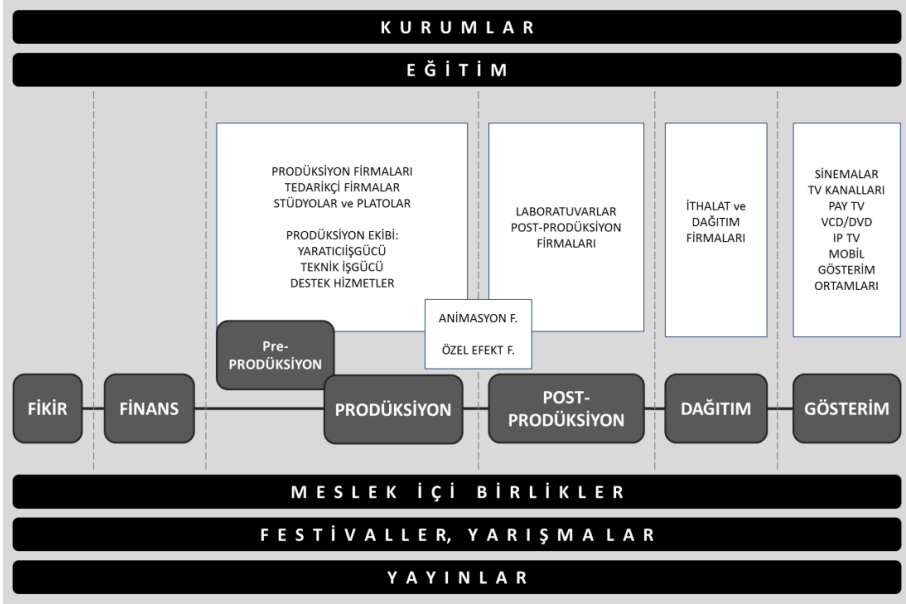 KURUMLAR
EĞİTİM
PRODÜKSİYON FİRMALARI
TEDARİKÇİ FİRMALAR
STÜDYOLAR ve PLATOLAR
PRODÜKSİYON EKİBİ:
YARATICIİŞGÜCÜ
TEKNİK İŞGÜCÜ
DESTEK HİZMETLER
LABORATUVARLAR
POST-PRODÜKSİYON
FİRMALARI
İTHALAT ve
DAĞITIM
FİRMALARI
SİNEMALAR
TV KANALLARI
PAY TV
VCD/DVD
IP TV
MOBİL
GÖSTERİM
ORTAMLARI
ANİMASYON F.
ÖZEL EFEKT F.
Pre-
PRODÜKSİYON
FİKİR
FİNANS
PRODÜKSİYON
POST-
PRODÜKSİYON
DAĞITIM
GÖSTERİM
MESLEK İÇİ BİRLİKLER
FESTİVALLER, YARIŞMALAR
YAYINLAR